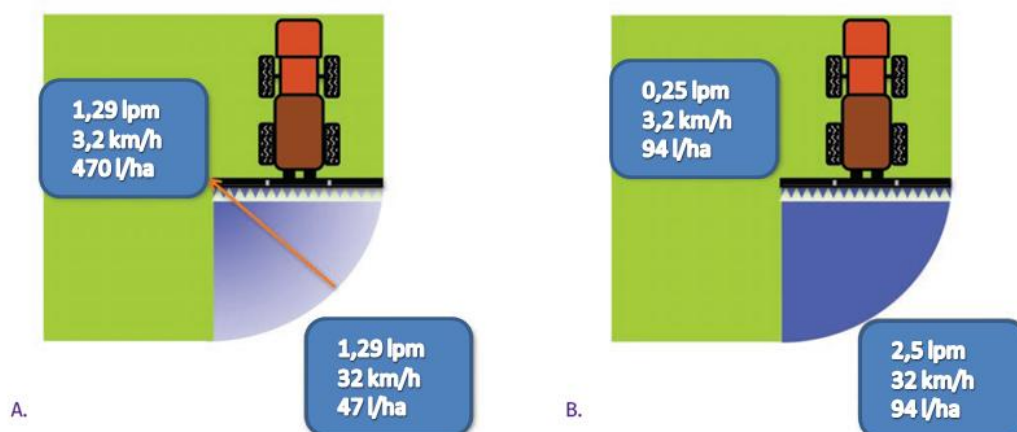 1,29 lpm
3,2 km/h
470 l/ha
1,29 lpm
32 km/h
47 l/ha
A.
0,25 lpm
3,2 km/h
94 l/ha
2,5 lpm
32 km/h
94 l/ha
B.